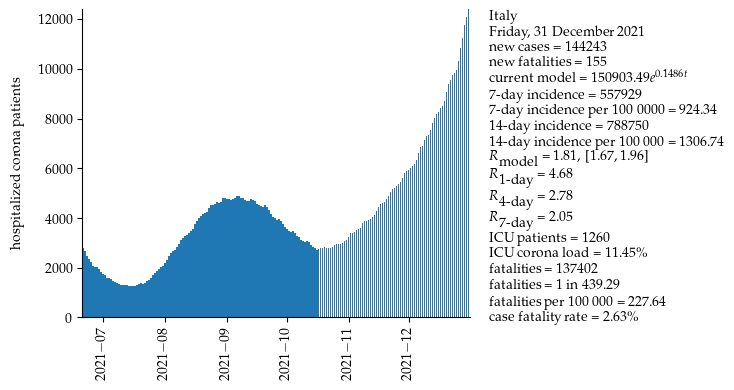 12000
10000
8000
6000
4000
2000
0
hospitalized corona patients
2021−07
2021−08
2021−09
2021−10
2021−11
2021−12
Italy
Friday, 31 December 2021
new cases = 144243
new fatalities = 155
current model = 150903.49e^0.1486t
7-day incidence = 557929
7-day incidence per 100 0000 = 924.34
14-day incidence = 788750
14-day incidence per 100 000 = 1306.74
R_model = 1.81, [1.67, 1.96]
R_1-day = 4.68
R_4-day = 2.78
R_7-day = 2.05
ICU patients = 1260
ICU corona load = 11.45%
fatalities = 137402
fatalities = 1 in 439.29
fatalities per 100 000 = 227.64
case fatality rate = 2.63%